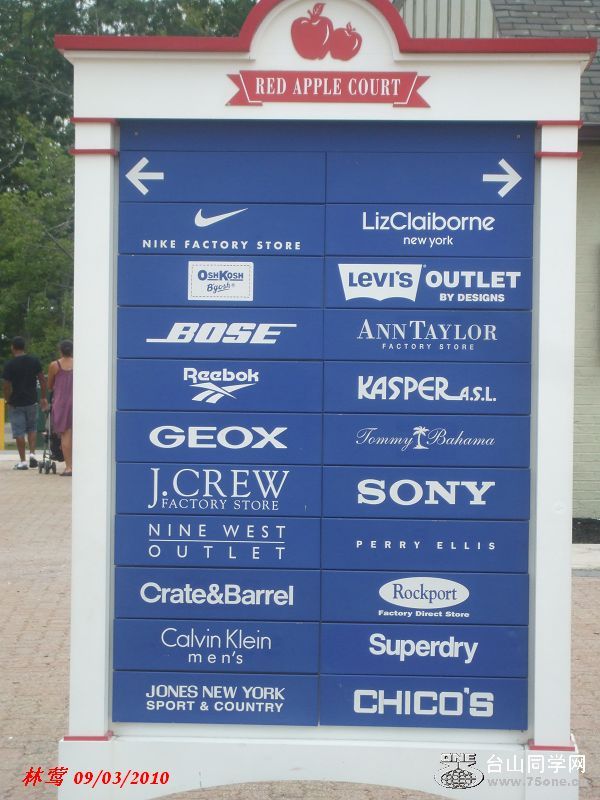 RED APPLE COURT
NIKE FACTORY STORE
LizClaiborne
new york
OSHKOSH
B'gosh®
LEVI'S OUTLET
BY DESIGNS
BOSE
ANN TAYLOR
FACTORY STORE
Reebok
KASPER A.S.L.
GEOX
Tommy Bahama
J.CREW
FACTORY STORE
SONY
NINE WEST
OUTLET
PERRY ELLIS
Crate&Barrel
Rockport
Factory Direct Store
Calvin Klein
men's
Superdry
JONES NEW YORK
SPORT & COUNTRY
CHICO'S
林莺 09/03/2010
ONE
台山同学网
www.75one.com